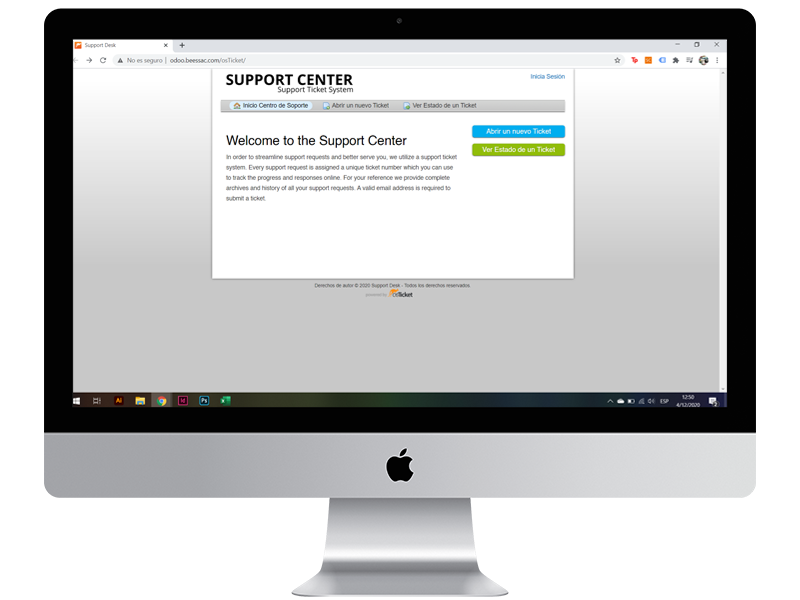 Support Desk
No es seguro | odoo.beessac.com/osTicket/
SUPPORT CENTER
Support Ticket System
Inicia Sesión
Inicio Centro de Soporte
Abrir un nuevo Ticket
Ver Estado de un Ticket
Abrir un nuevo Ticket
Ver Estado de un Ticket
Welcome to the Support Center
In order to streamline support requests and better serve you, we utilize a support ticket
system. Every support request is assigned a unique ticket number which you can use
to track the progress and responses online. For your reference we provide complete
archives and history of all your support requests. A valid email address is required to
submit a ticket.
Derechos de autor © 2020 Support Desk - Todos los derechos reservados.
powered by osTicket
Ai
Id
Ps
ESP
12:50
4/12/2020